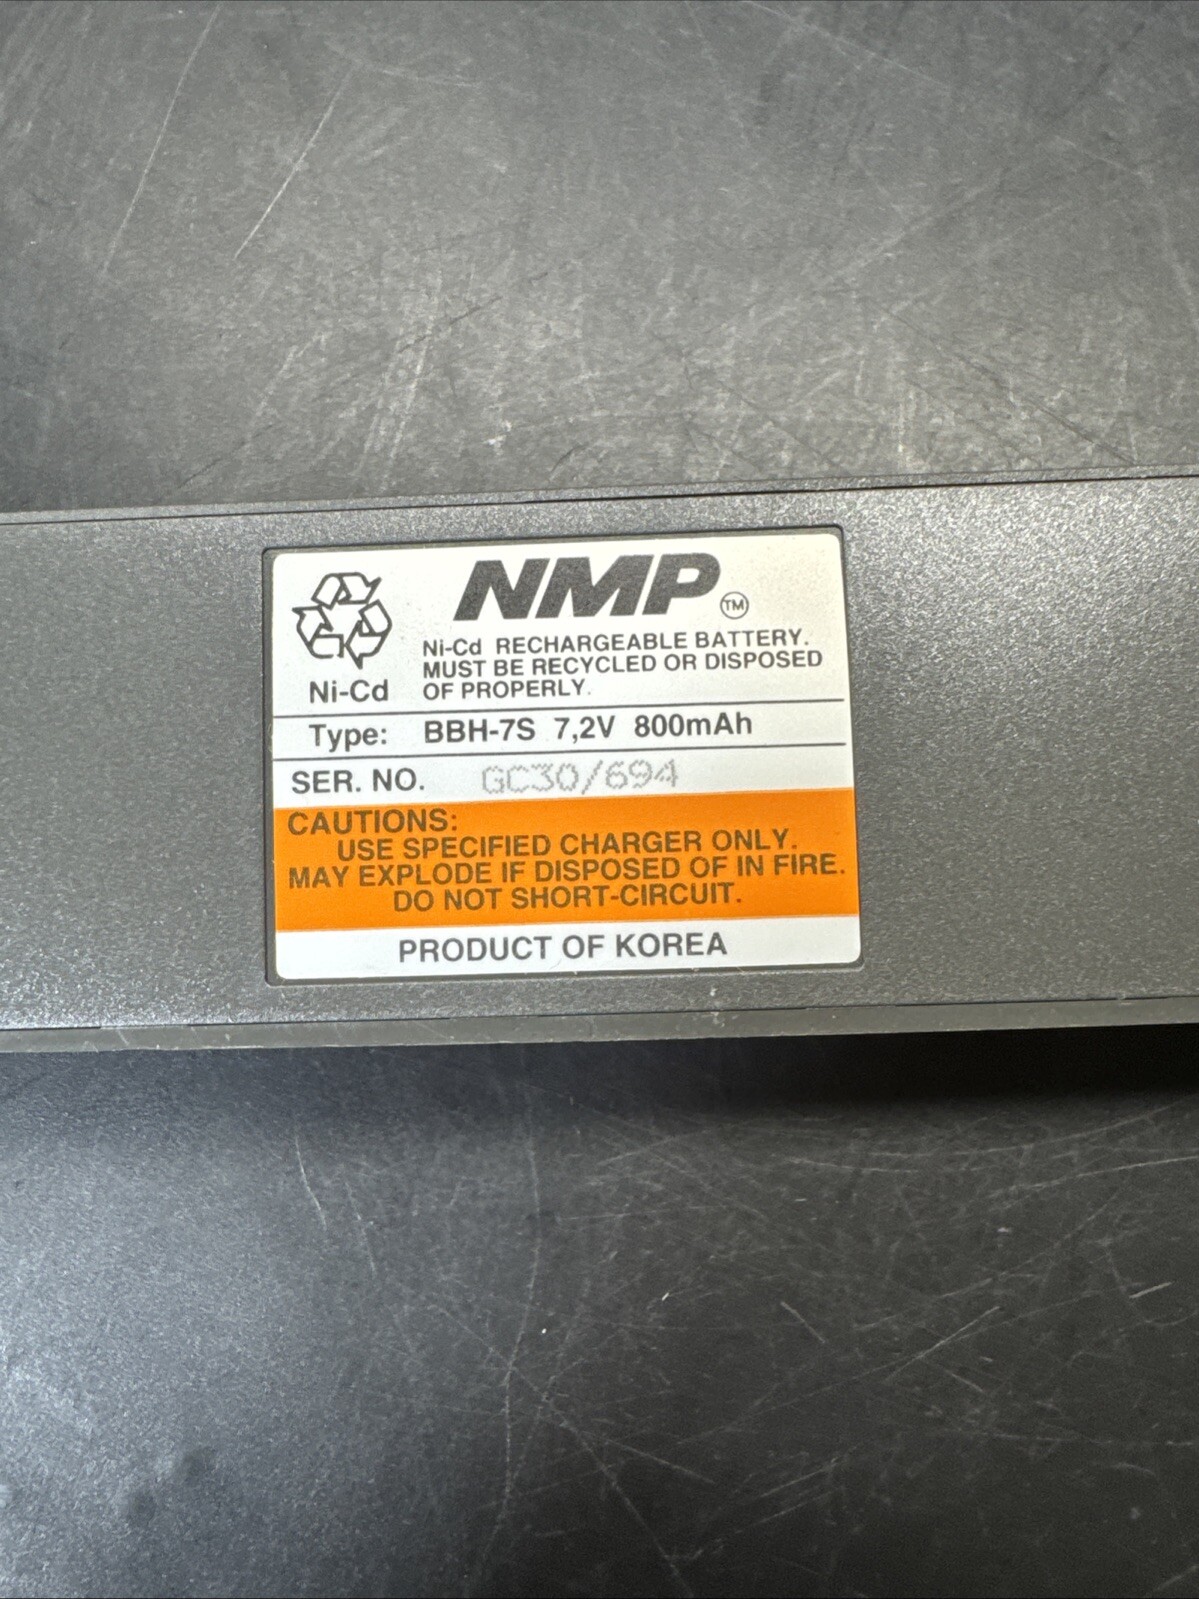 NMP TM
Ni-Cd RECHARGEABLE BATTERY.
MUST BE RECYCLED OR DISPOSED
OF PROPERLY.
Ni-Cd
Type: BBH-7S 7,2V 800mAh
SER. NO. GC30/694
CAUTIONS:
USE SPECIFIED CHARGER ONLY.
MAY EXPLODE IF DISPOSED OF IN FIRE.
DO NOT SHORT-CIRCUIT.
PRODUCT OF KOREA